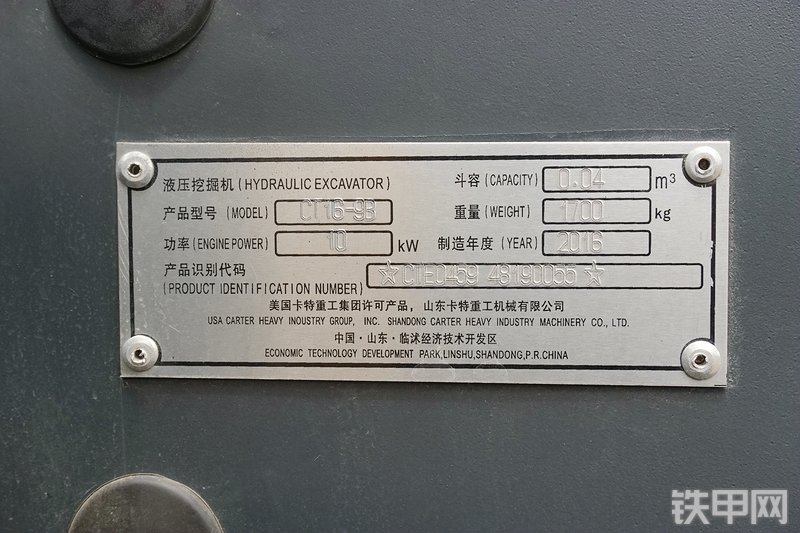 液压挖掘机(HYDRAULIC EXCAVATOR) 斗容(CAPACITY) 0.04 m³
产品型号(MODEL) CT16-9B 重量(WEIGHT) 1700 kg
功率(ENGINE POWER) 10 kW 制造年度(YEAR) 2016
产品识别代码
(PRODUCT IDENTIFICATION NUMBER) ☆CTTE0459 48190055☆
美国卡特重工集团许可产品，山东卡特重工机械有限公司
USA CARTER HEAVY INDUSTRY GROUP, INC. SHANDONG CARTER HEAVY INDUSTRY MACHINERY CO., LTD.
中国·山东·临沭经济技术开发区
ECONOMIC TECHNOLOGY DEVELOPMENT PARK,LINSHU,SHANDONG,P.R.CHINA
铁甲网